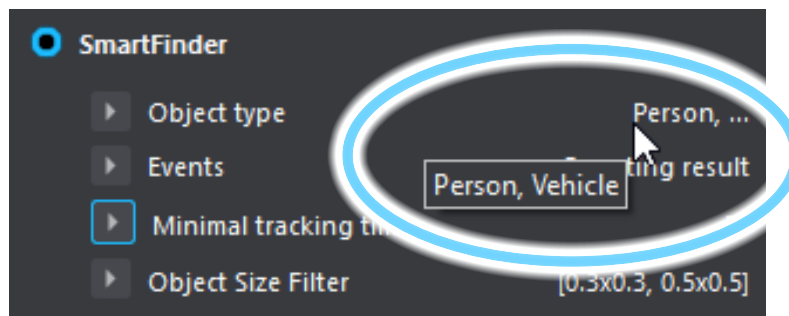 SmartFinder
Object type Person, ...
Events ting result
Person, Vehicle
Minimal tracking
Object Size Filter [0.3x0.3, 0.5x0.5]